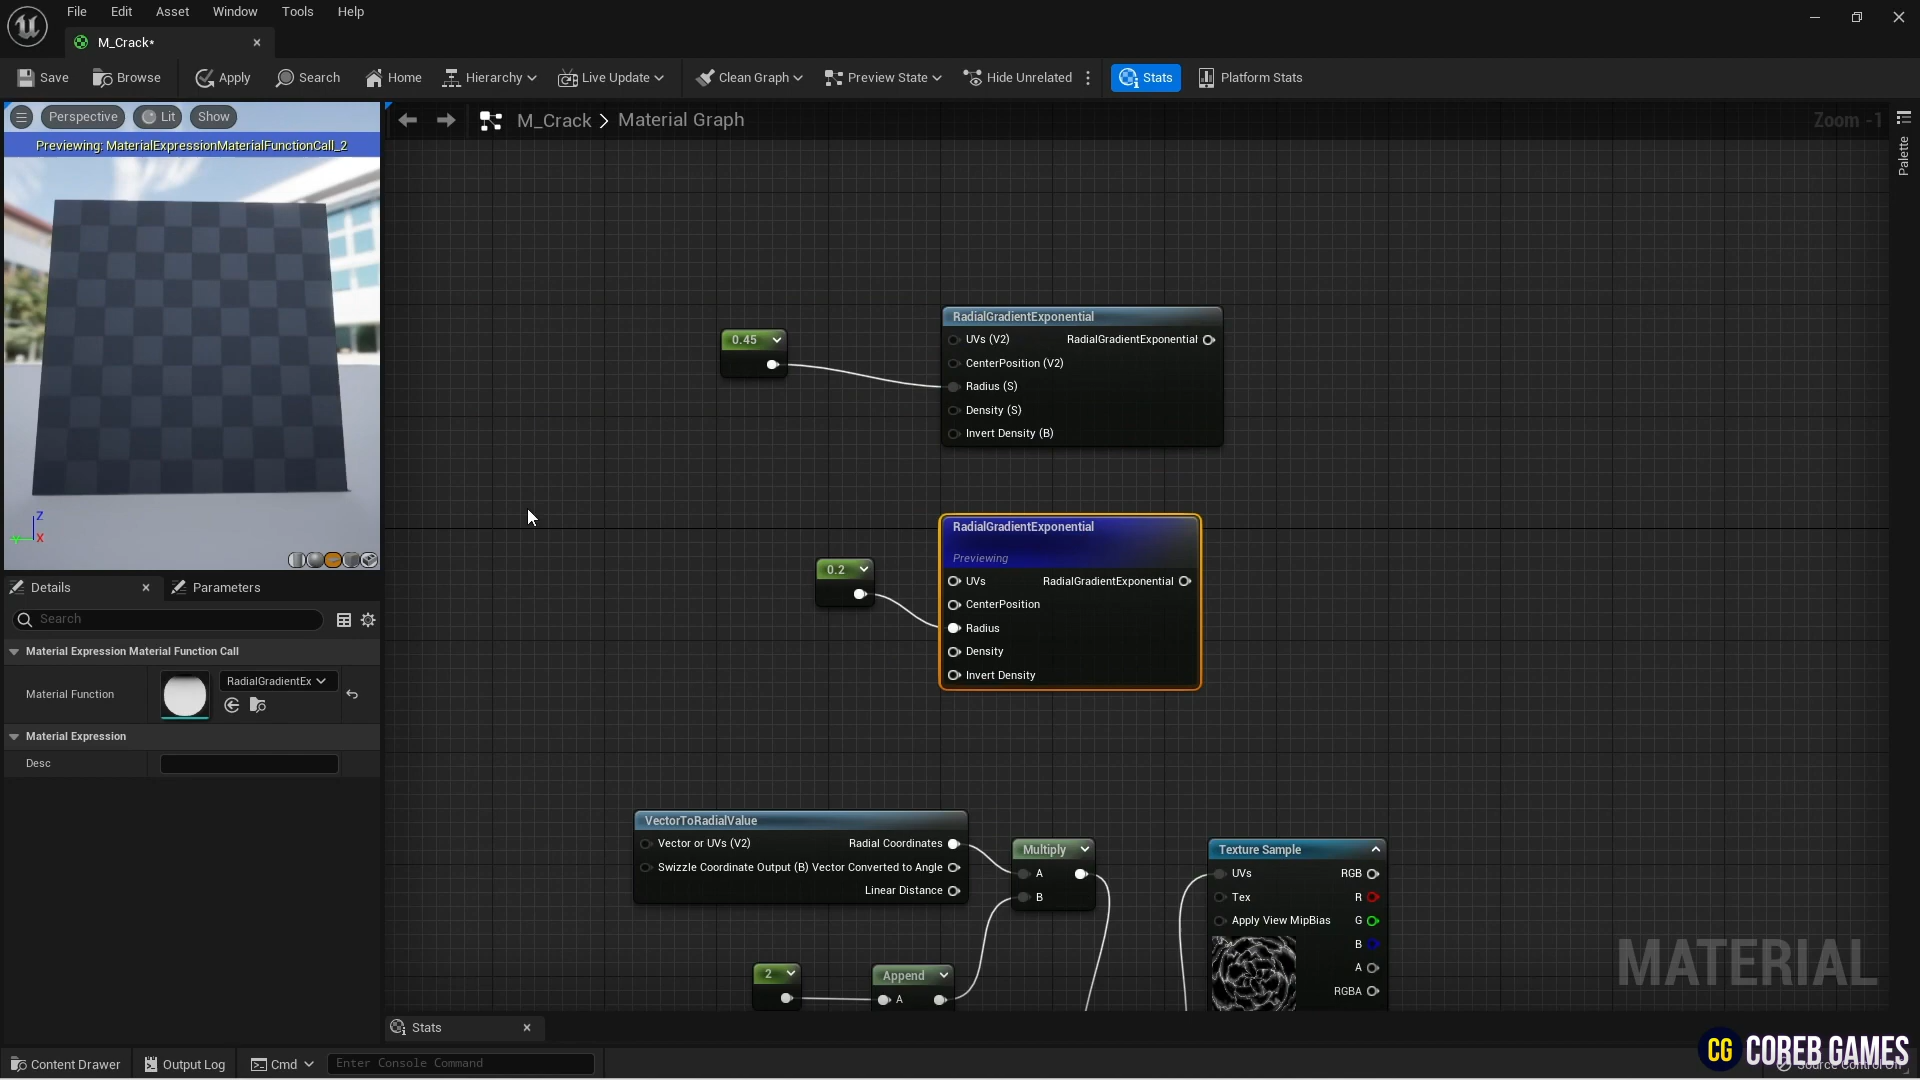 File Edit Asset Window Tools Help
M_Crack*
Save Browse Apply Search Home Hierarchy Live Update Clean Graph Preview State Hide Unrelated Stats Platform Stats
Perspective Lit Show
Previewing: MaterialExpressionMaterialFunctionCall_2
M_Crack > Material Graph
Zoom -1
Palette
0.45
RadialGradientExponential
UVs (V2) RadialGradientExponential
CenterPosition (V2)
Radius (S)
Density (S)
Invert Density (B)
0.2
RadialGradientExponential
Previewing
UVs RadialGradientExponential
CenterPosition
Radius
Density
Invert Density
Z
X
Details Parameters
Search
Material Expression Material Function Call
Material Function RadialGradientEx
Material Expression
Desc
VectorToRadialValue
Vector or UVs (V2) Radial Coordinates
Swizzle Coordinate Output (B) Vector Converted to Angle
Linear Distance
Multiply
A
B
Texture Sample
UVs RGB
Tex R
Apply View MipBias G
B
A
RGBA
2
Append
A
MATERIAL
Stats
Content Drawer Output Log Cmd Enter Console Command
CG COREB GAMES
Source Control Off